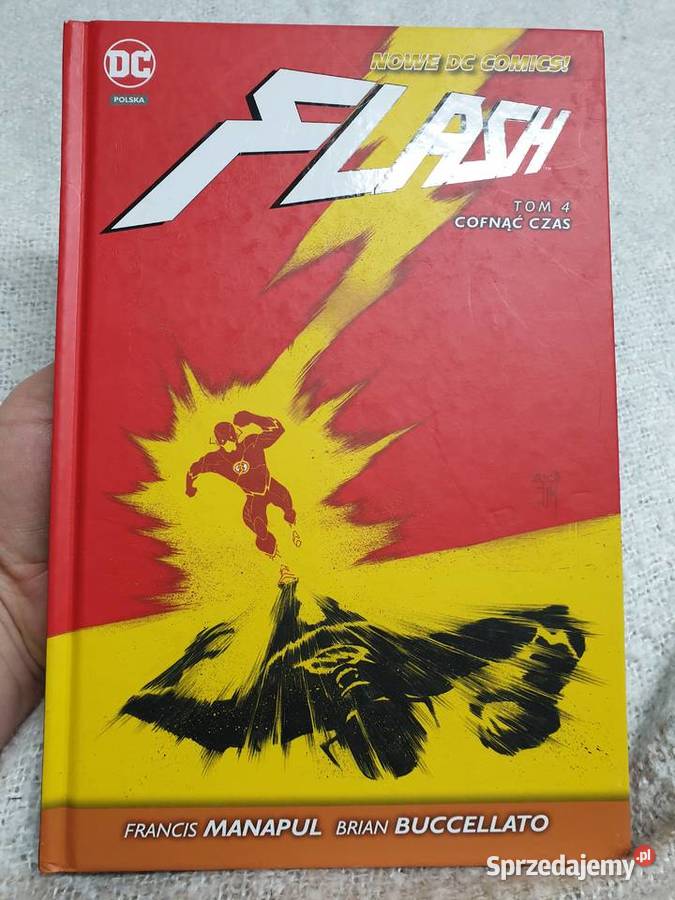 DC
POLSKA
NOWE DC COMICS!
FLASH
TOM 4
COFNĄĆ CZAS
FRANCIS MANAPUL BRIAN BUCCELLATO
Sprzedajemy.pl